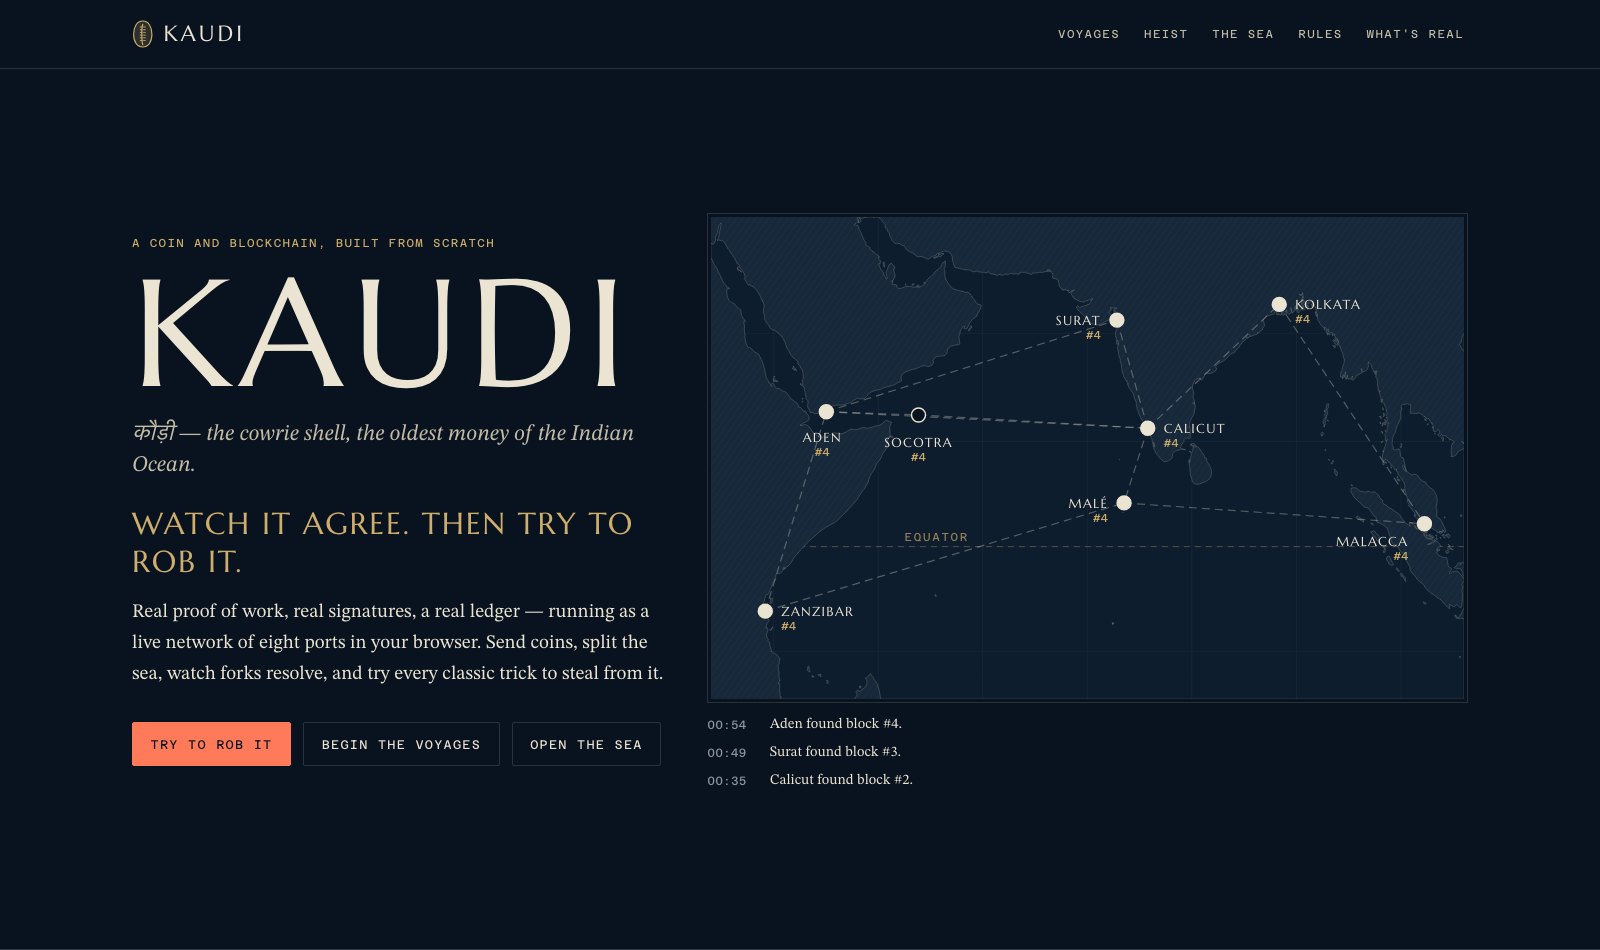 KAUDI
VOYAGES HEIST THE SEA RULES WHAT'S REAL
A COIN AND BLOCKCHAIN, BUILT FROM SCRATCH
KAUDI
कौड़ी — the cowrie shell, the oldest money of the Indian
Ocean.
WATCH IT AGREE. THEN TRY TO
ROB IT.
Real proof of work, real signatures, a real ledger — running as a
live network of eight ports in your browser. Send coins, split the
sea, watch forks resolve, and try every classic trick to steal from it.
TRY TO ROB IT
BEGIN THE VOYAGES
OPEN THE SEA
KOLKATA
#4
SURAT
#4
ADEN
#4
SOCOTRA
#4
CALICUT
#4
MALÉ
#4
EQUATOR
MALACCA
#4
ZANZIBAR
#4
00:54 Aden found block #4.
00:49 Surat found block #3.
00:35 Calicut found block #2.